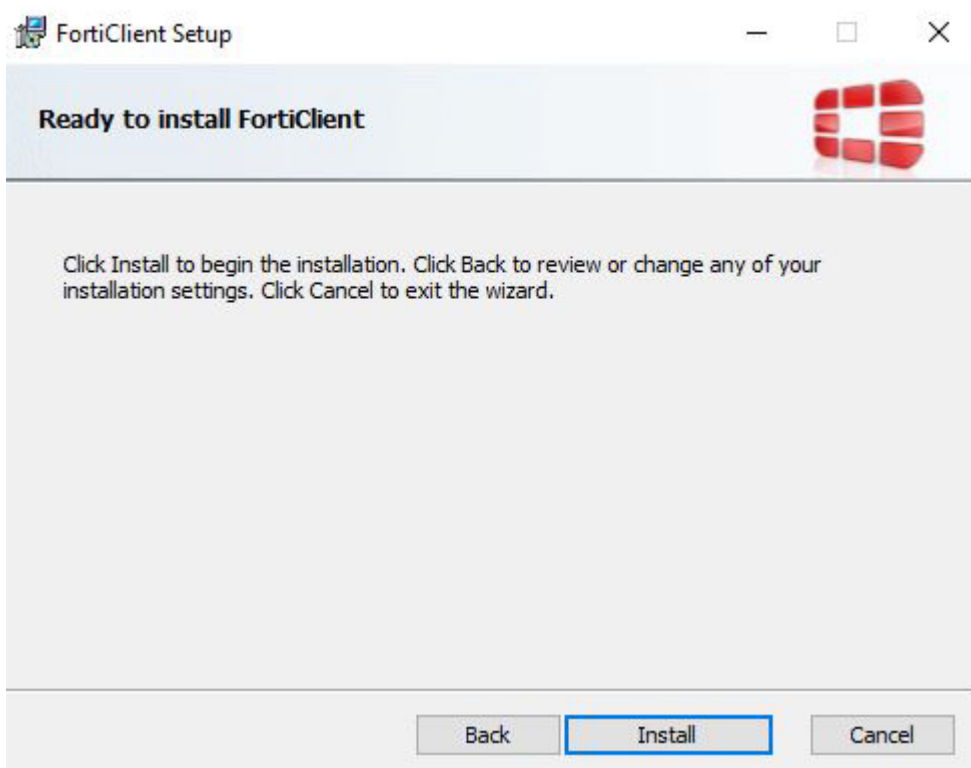 FortiClient Setup
Ready to install FortiClient
Click Install to begin the installation. Click Back to review or change any of your
installation settings. Click Cancel to exit the wizard.
Back Install Cancel